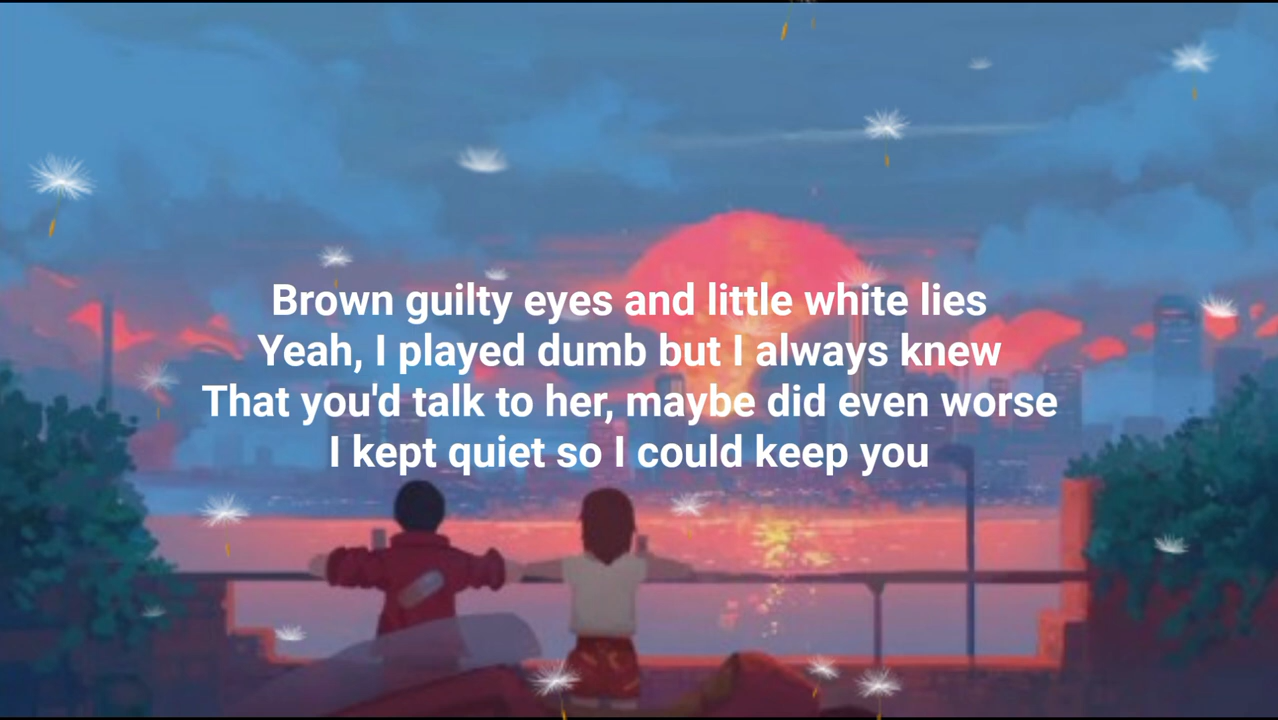 Brown guilty eyes and little white lies
Yeah, I played dumb but I always knew
That you'd talk to her, maybe did even worse
I kept quiet so I could keep you